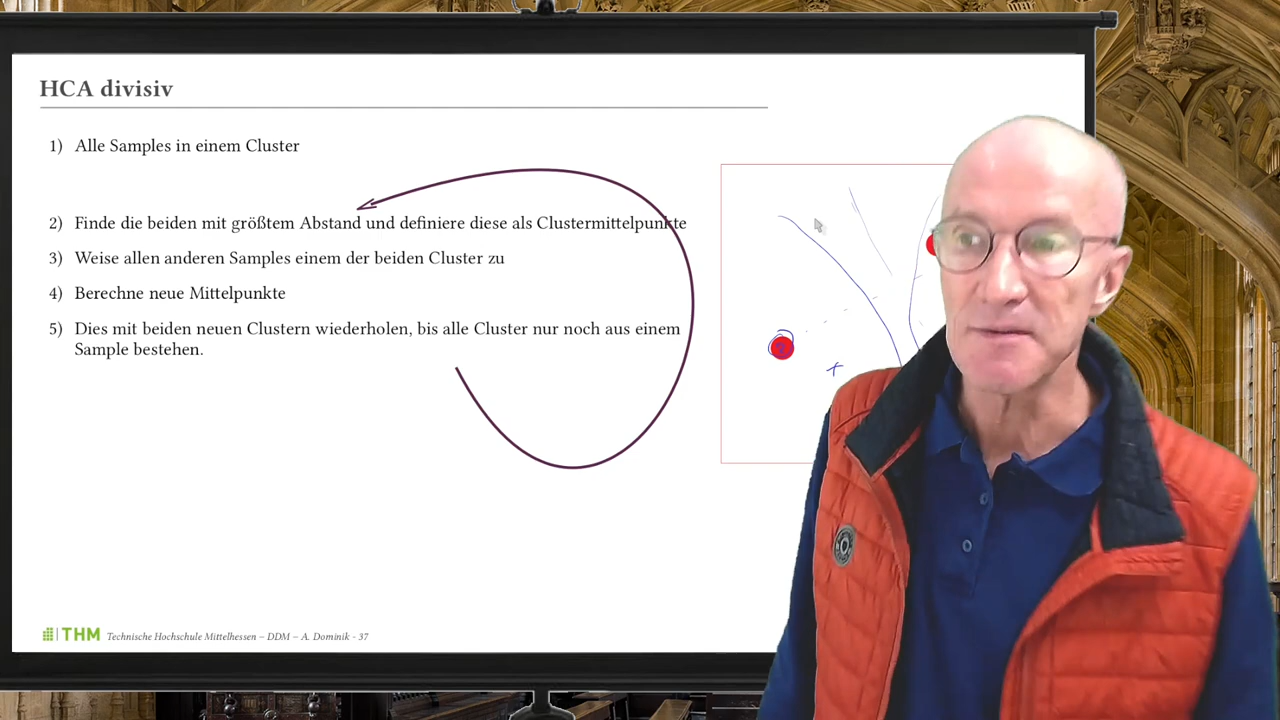 HCA divisiv
1) Alle Samples in einem Cluster
2) Finde die beiden mit größtem Abstand und definiere diese als Clustermittelpunkte
3) Weise allen anderen Samples einem der beiden Cluster zu
4) Berechne neue Mittelpunkte
5) Dies mit beiden neuen Clustern wiederholen, bis alle Cluster nur noch aus einem
Sample bestehen.
THM Technische Hochschule Mittelhessen – DDM – A. Dominik - 37